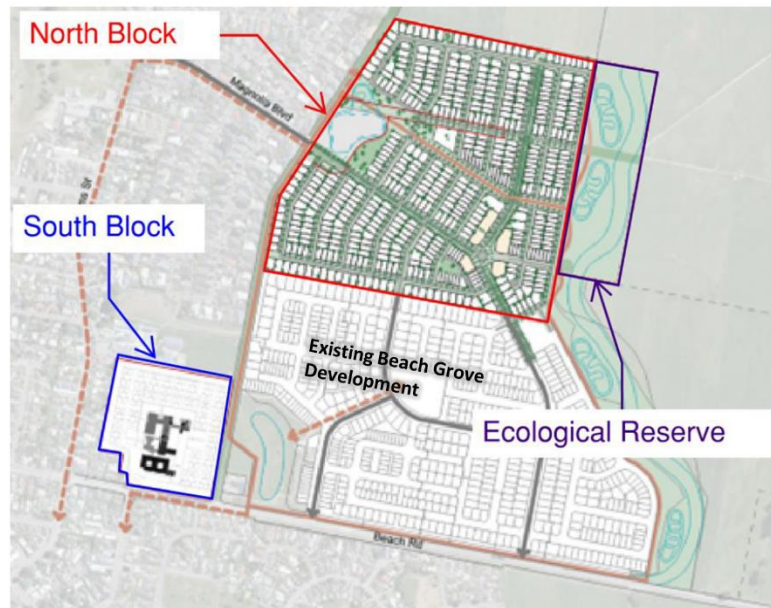 North Block
Magnolia Blvd
South Block
Existing Beach Grove
Development
Ecological Reserve
Beach Rd